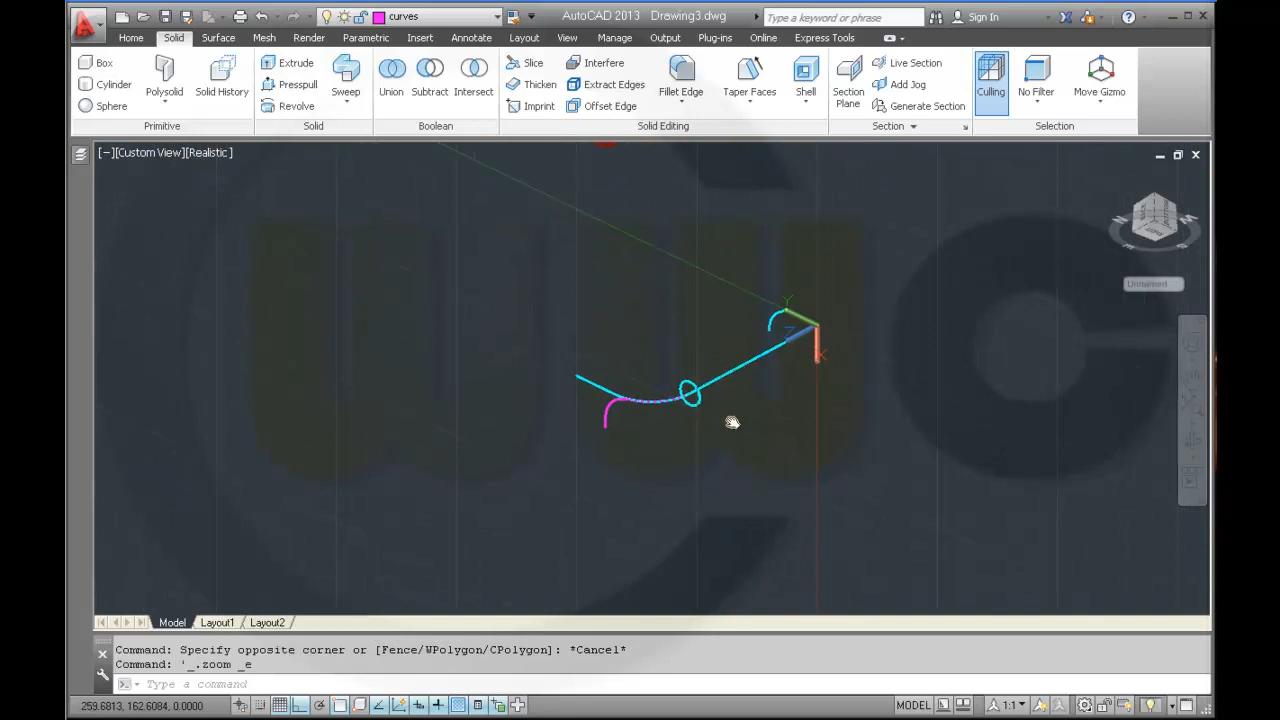 curves
AutoCAD 2013 Drawing3.dwg
Type a keyword or phrase
Sign In
Home Solid Surface Mesh Render Parametric Insert Annotate Layout View Manage Output Plug-ins Online Express Tools
Box
Cylinder
Sphere
Polysolid
Solid History
Extrude
Presspull
Revolve
Sweep
Union
Subtract
Intersect
Slice
Thicken
Imprint
Interfere
Extract Edges
Offset Edge
Fillet Edge
Taper Faces
Shell
Section
Plane
Live Section
Add Jog
Generate Section
Culling
No Filter
Move Gizmo
Primitive Solid Boolean Solid Editing Section Selection
[−][Custom View][Realistic]
Unnamed
Y
Z
X
Model Layout1 Layout2
Command: Specify opposite corner or [Fence/WPolygon/CPolygon]: *Cancel*
Command: '_.zoom _e
Type a command
259.6813, 162.6084, 0.0000
MODEL
1:1